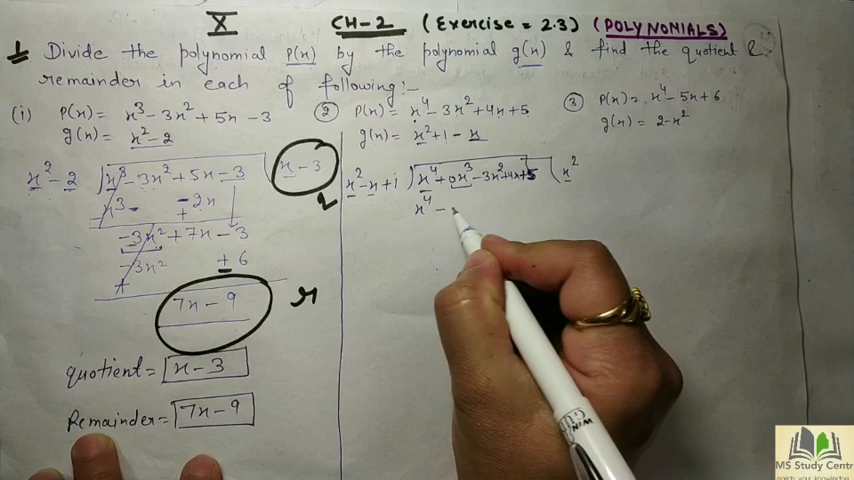 X CH-2 (Exercise = 2.3) (POLYNONIALS)
1 Divide the polynomial p(x) by the polynomial g(x) & find the quotient &
remainder in each of following:-
(i) P(x) = x³ - 3x² + 5x - 3
g(x) = x² - 2
x² - 2 ) x³ - 3x² + 5x - 3 ( x - 3
x³ - 2x
+
-3x² + 7x - 3
-3x² + 6
+
7x - 9
r
quotient = x - 3
Remainder = 7x - 9
② P(x) = x⁴ - 3x² + 4x + 5
g(x) = x² + 1 - x
x² - x + 1 ) x⁴ + 0x³ - 3x² + 4x + 5 ( x²
x⁴ -
③ P(x) = x⁴ - 5x + 6
g(x) = 2 - x²
WIN
MS Study Centr